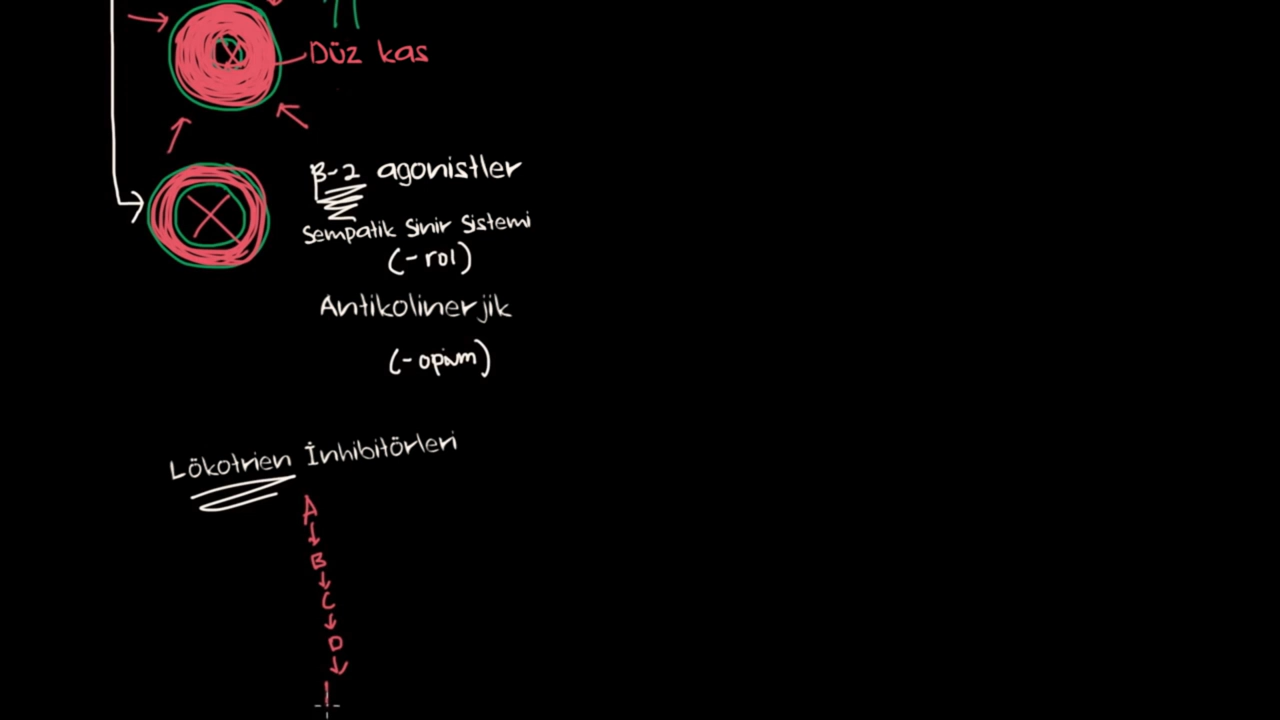 Düz kas
B-2 agonistler
Sempatik Sinir Sistemi
(-rol)
Antikolinerjik
(-opium)
Lökotrien İnhibitörleri
A
B
C
D